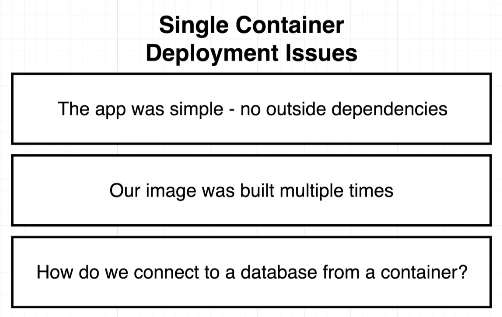 Single Container
Deployment Issues
The app was simple - no outside dependencies
Our image was built multiple times
How do we connect to a database from a container?